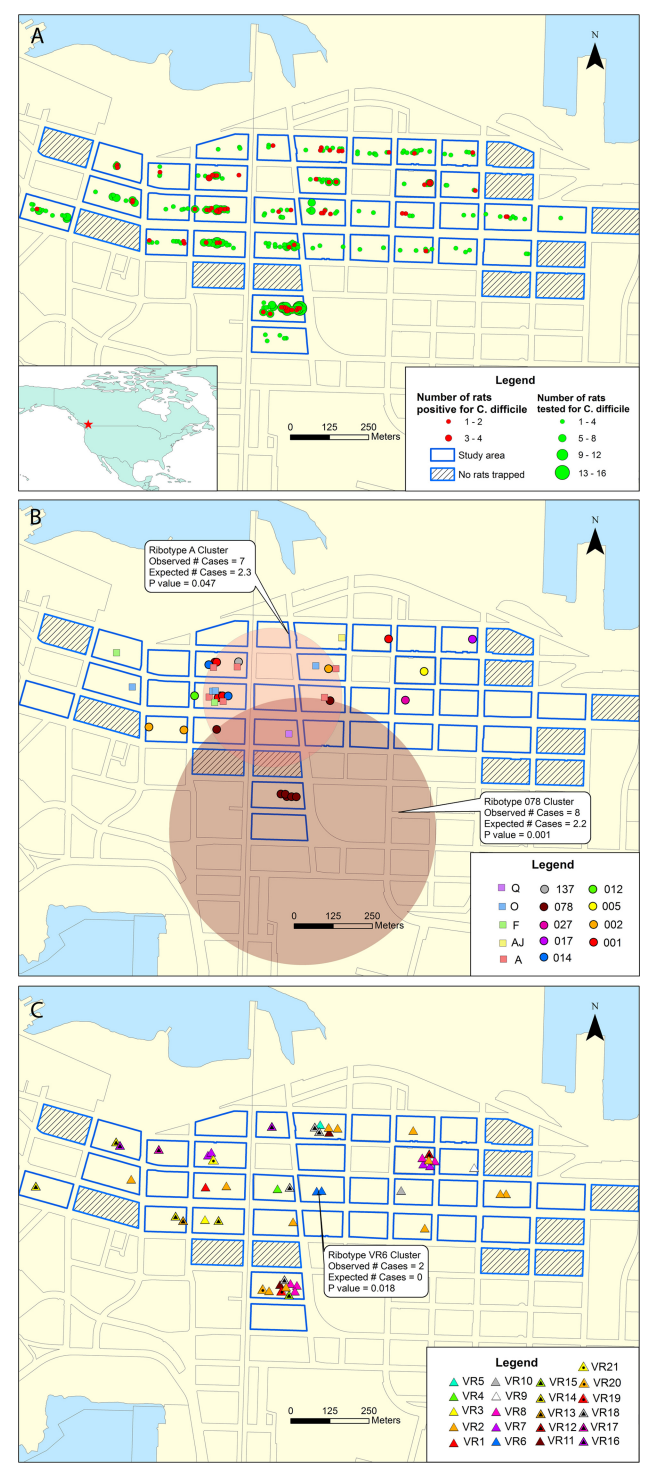 A
N
Legend
Number of rats positive for C. difficile
1 - 2
3 - 4
Study area
No rats trapped
Number of rats tested for C. difficile
1 - 4
5 - 8
9 - 12
13 - 16
0 125 250
Meters
B
N
Ribotype A Cluster
Observed # Cases = 7
Expected # Cases = 2.3
P value = 0.047
Ribotype 078 Cluster
Observed # Cases = 8
Expected # Cases = 2.2
P value = 0.001
0 125 250
Meters
Legend
Q
O
F
AJ
A
137
078
027
017
014
012
005
002
001
C
N
Ribotype VR6 Cluster
Observed # Cases = 2
Expected # Cases = 0
P value = 0.018
0 125 250
Meters
Legend
VR21
VR5 VR10 VR15 VR20
VR4 VR9 VR14 VR19
VR3 VR8 VR13 VR18
VR2 VR7 VR12 VR17
VR1 VR6 VR11 VR16